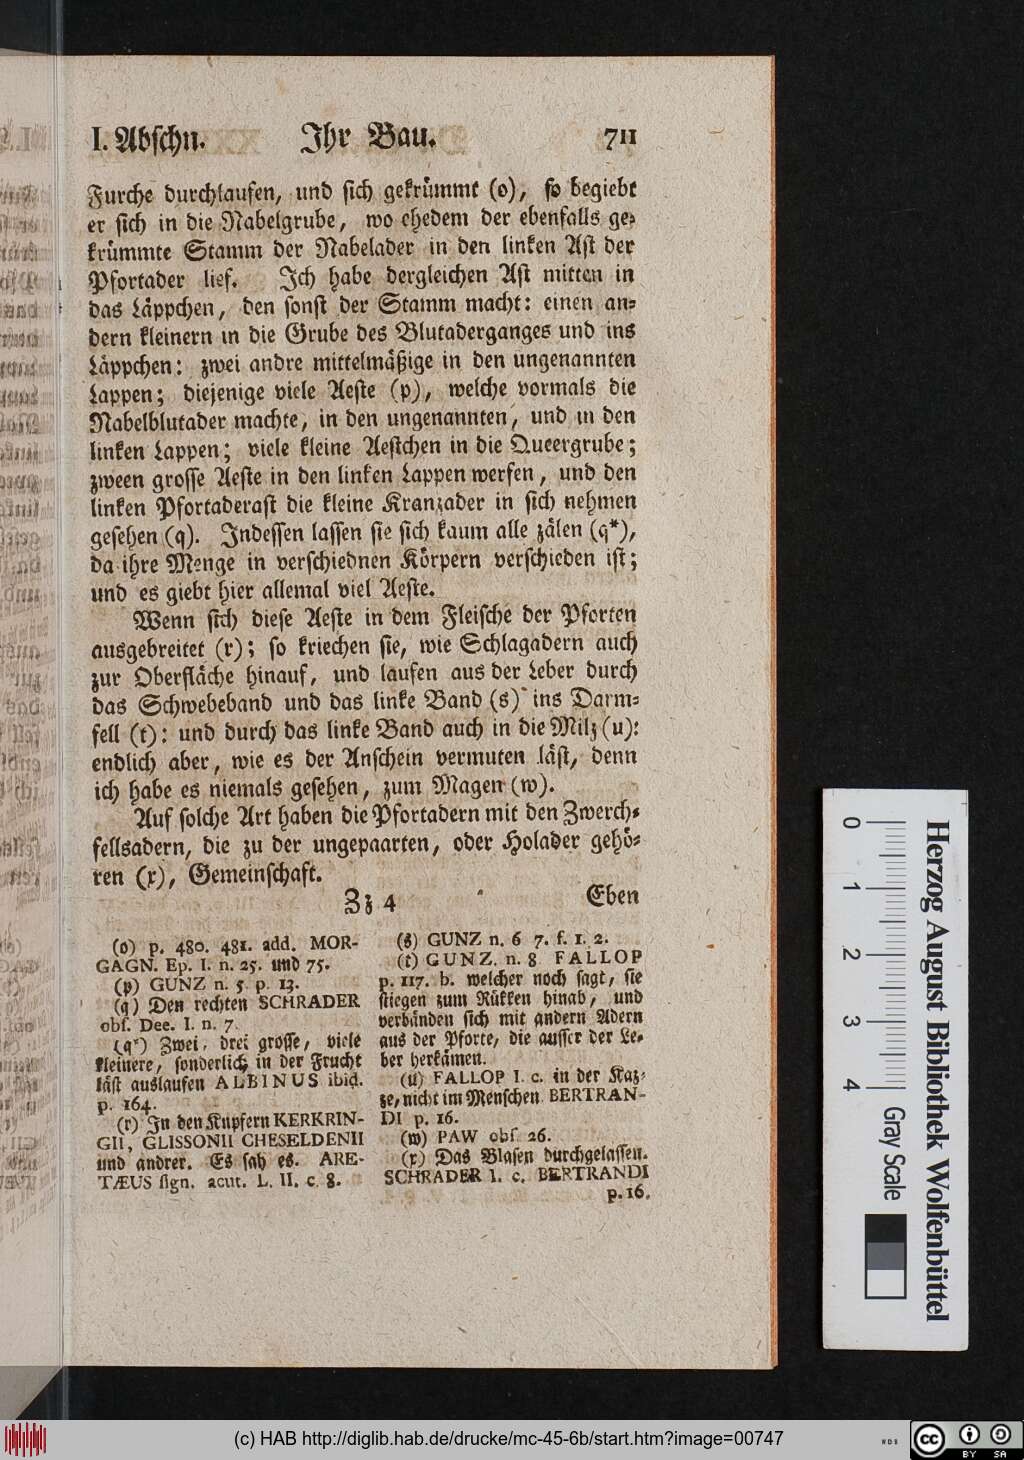 I. Abschn. Ihr Bau. 711
Furche durchlaufen, und sich gekrümmt (o), so begiebt
er sich in die Nabelgrube, wo ehedem der ebenfalls ge-
krümmte Stamm der Nabelader in den linken Ast der
Pfortader lief. Ich habe dergleichen Ast mitten in
das Läppchen, den sonst der Stamm macht: einen an-
dern kleinern in die Grube des Blutaderganges und ins
Läppchen: zwei andre mittelmäßige in den ungenannten
Lappen; diejenige viele Aeste (p), welche vormals die
Nabelblutader machte, in den ungenannten, und in den
linken Lappen; viele kleine Aestchen in die Queergrube;
zween grosse Aeste in den linken Lappen werfen, und den
linken Pfortaderast die kleine Kranzader in sich nehmen
gesehen (q). Indessen lassen sie sich kaum alle zälen (q*),
da ihre Menge in verschiednen Körpern verschieden ist;
und es giebt hier allemal viel Aeste.
Wenn sich diese Aeste in dem Fleische der Pforten
ausgebreitet (r); so kriechen sie, wie Schlagadern auch
zur Oberfläche hinauf, und laufen aus der Leber durch
das Schwebeband und das linke Band (s) ins Darm-
fell (t): und durch das linke Band auch in die Milz (u):
endlich aber, wie es der Anschein vermuten läst, denn
ich habe es niemals gesehen, zum Magen (w).
Auf solche Art haben die Pfortadern mit den Zwerch-
fellsadern, die zu der ungepaarten, oder Holader gehö-
ren (x), Gemeinschaft.
Zz 4 Eben
(o) p. 480. 481. add. MOR-
GAGN. Ep. I. n. 25. und 75.
(p) GUNZ n. 5. p. 13.
(q) Den rechten SCHRADER
obs. Dec. I. n. 7.
(q*) Zwei, drei grosse, viele
kleinere, sonderlich in der Frucht
läst auslaufen ALBINUS ibid.
p. 164.
(r) In den Kupfern KERKRIN-
GII, GLISSONII CHESELDENII
und andrer. Es sah es. ARE-
TÆUS sign. acut. L. II. c. 8.
(s) GUNZ n. 6 7. f. 1. 2.
(t) GUNZ. n. 8 FALLOP
p. 117. b. welcher noch sagt, sie
stiegen zum Rükken hinab, und
verbänden sich mit andern Adern
aus der Pforte, die ausser der Le-
ber herkämen.
(u) FALLOP l. c. in der Kaz-
ze, nicht im Menschen BERTRAN-
DI p. 16.
(w) PAW obs. 26.
(x) Das Blasen durchgelassen.
SCHRADER l. c. BERTRANDI
p. 16.
0 1 2 3 4 Gray Scale
Herzog August Bibliothek Wolfenbüttel
(c) HAB http://diglib.hab.de/drucke/mc-45-6b/start.htm?image=00747
cc BY SA